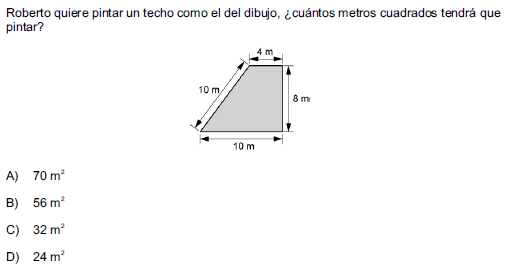 Roberto quiere pintar un techo como el del dibujo, ¿cuántos metros cuadrados tendrá que
pintar?
4 m
10 m
8 m
10 m
A) 70 m²
B) 56 m²
C) 32 m²
D) 24 m²